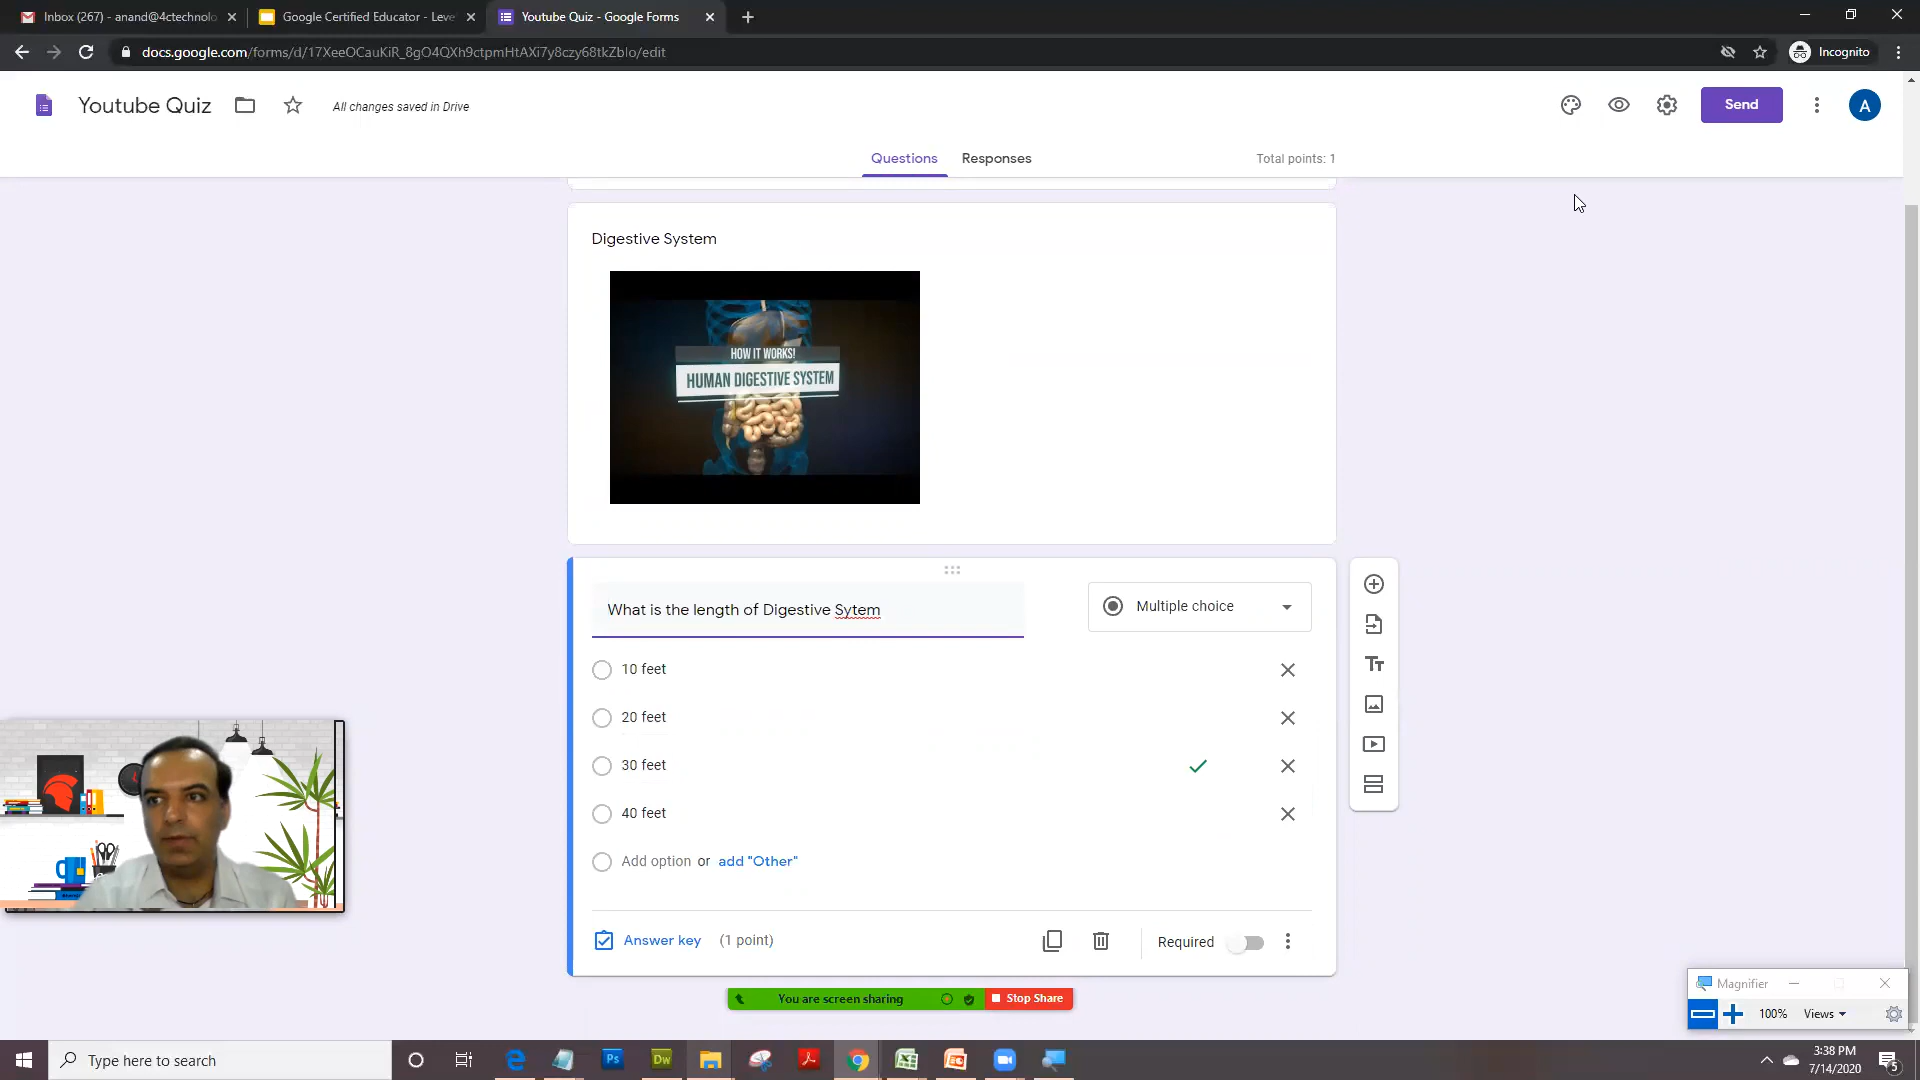 Inbox (267) - anand@4ctechnolo
Google Certified Educator - Leve
Youtube Quiz - Google Forms
docs.google.com/forms/d/17XeeOCauKiR_8gO4QXh9ctpmHtAXi7y8czy68tkZblo/edit
Incognito
Youtube Quiz
All changes saved in Drive
Send
A
Questions
Responses
Total points: 1
Digestive System
HOW IT WORKS!
HUMAN DIGESTIVE SYSTEM
What is the length of Digestive Sytem
Multiple choice
10 feet
20 feet
30 feet
40 feet
Add option or add "Other"
Answer key (1 point)
Required
You are screen sharing
Stop Share
Magnifier
100%
Views
Type here to search
Ps
Dw
3:38 PM
7/14/2020
5